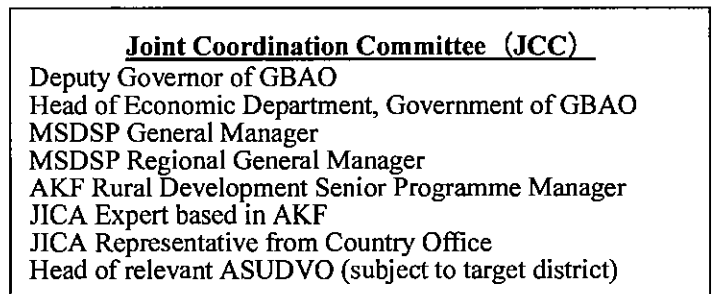 Joint Coordination Committee (JCC)
Deputy Governor of GBAO
Head of Economic Department, Government of GBAO
MSDSP General Manager
MSDSP Regional General Manager
AKF Rural Development Senior Programme Manager
JICA Expert based in AKF
JICA Representative from Country Office
Head of relevant ASUDVO (subject to target district)